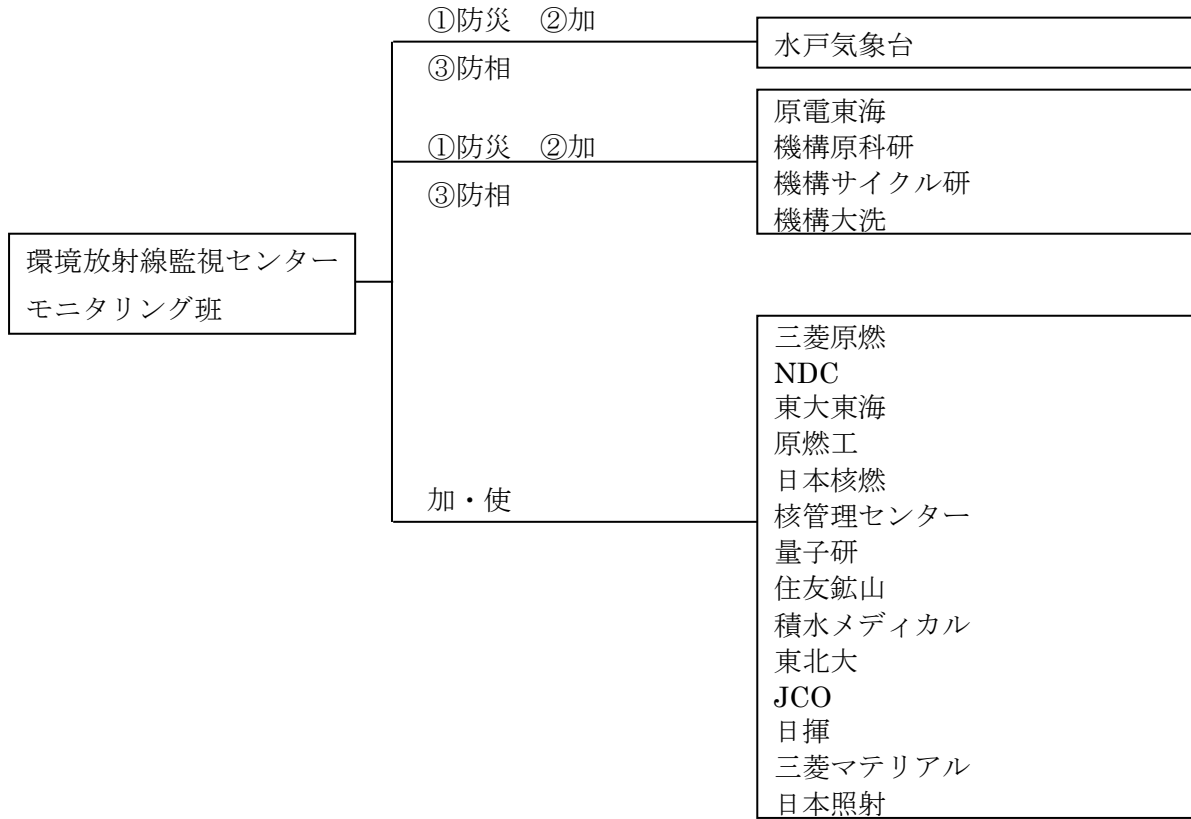 ①防災　②加
水戸気象台
③防相
原電東海
機構原科研
機構サイクル研
機構大洗
①防災　②加
③防相
環境放射線監視センター
モニタリング班
三菱原燃
NDC
東大東海
原燃工
日本核燃
核管理センター
量子研
住友鉱山
積水メディカル
東北大
JCO
日揮
三菱マテリアル
日本照射
加・使